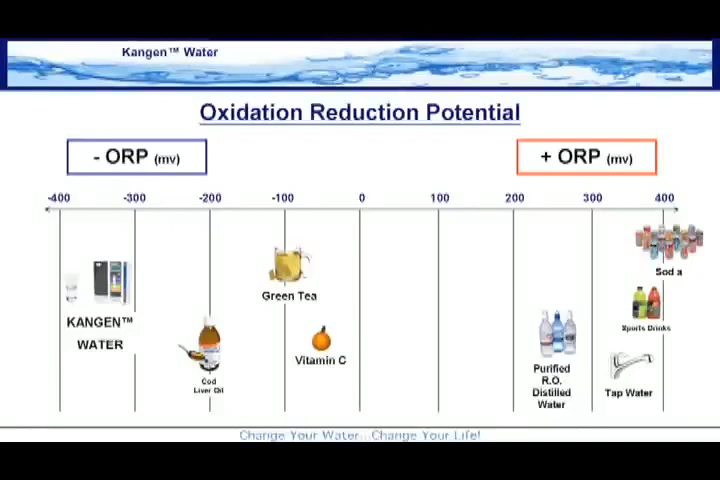 Kangen™ Water
Oxidation Reduction Potential
- ORP (mv)
+ ORP (mv)
-400 -300 -200 -100 0 100 200 300 400
Green Tea
Sod a
KANGEN™
WATER
Sports Drinks
Vitamin C
Cod
Liver Oil
Purified
R.O.
Distilled
Water
Tap Water
Change Your Water...Change Your Life!